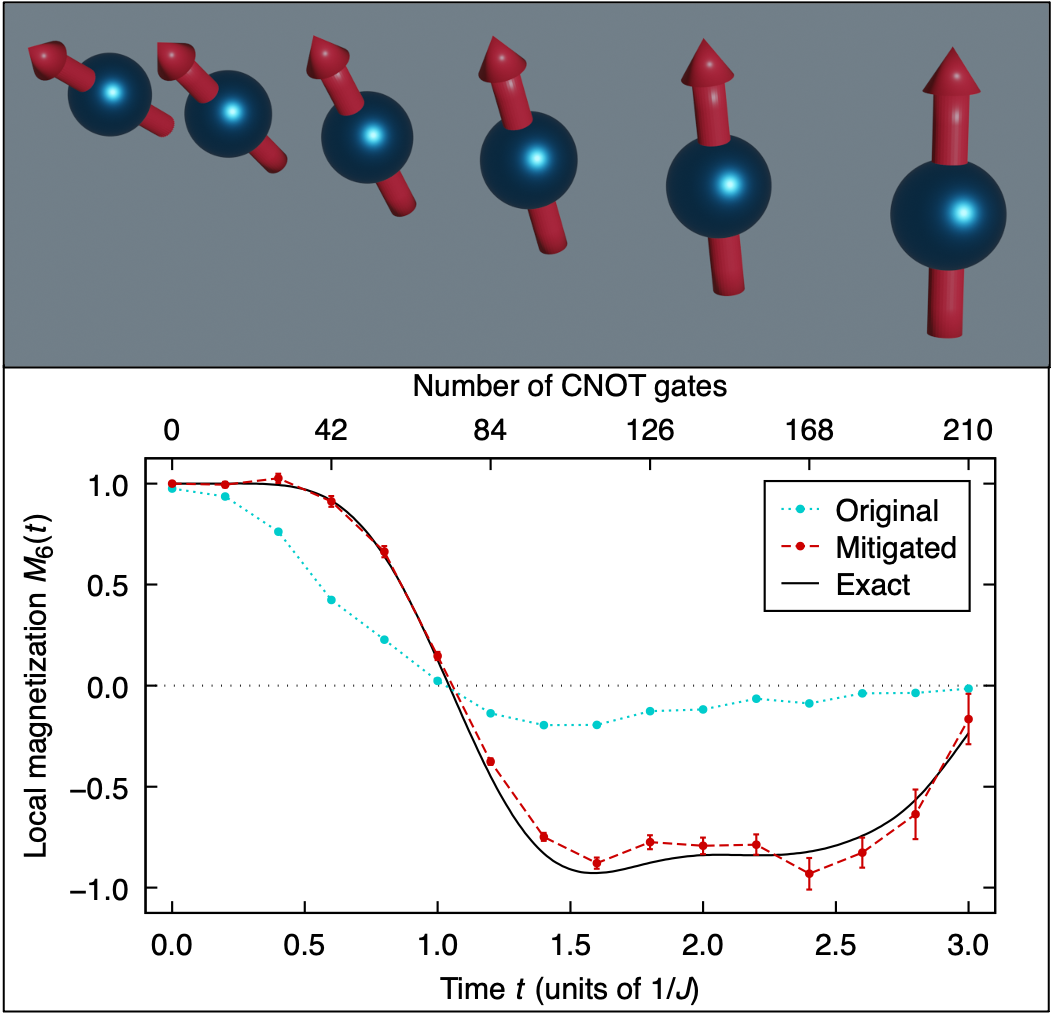 Number of CNOT gates
0 42 84 126 168 210
1.0
0.5
0.0
−0.5
−1.0
Local magnetization M₆(t)
Original
Mitigated
Exact
0.0 0.5 1.0 1.5 2.0 2.5 3.0
Time t (units of 1/J)